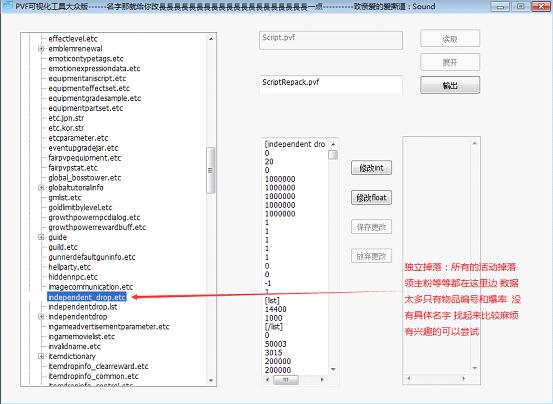 PVF可视化工具大众版------名字那就给你改長長長長長長長長長長長長長長長長長長長長一点----------致亲爱的爱撕逼：Sound
effectlevel.etc
emblemrenewal
emoticontypetags.etc
emotionexpressiondata.etc
equipmentaniscript.etc
equipmenteffectset.etc
equipmentgradesample.etc
equipmentpartset.etc
etc.jpn.str
etc.kor.str
etcparameter.etc
eventupgradejar.etc
fairpvpequipment.etc
fairpvpstat.etc
global_bosstower.etc
globaltutorialinfo
gmlist.etc
goldlimitbylevel.etc
growthpowernpcdialog.etc
growthpowerrewardbuff.etc
guide
guild.etc
gunnerdefaultguninfo.etc
hellparty.etc
hiddennpc.etc
imagecommunication.etc
independent_drop.etc
independentdrop.lst
independentdrop
ingameadvertisementparameter.etc
ingamemovielist.etc
invalidname.etc
itemdictionary
itemdropinfo_clearreward.etc
itemdropinfo_common.etc
itemdropinfo_control.etc
Script.pvf
读取
展开
ScriptRepack.pvf
输出
[independent dro
0
20
0
1000000
1000000
1000000
1000000
1000000
1
1
1
1
1
0
0
-1
1
[list]
14400
1000
[/list]
0
50003
3015
200000
200000
修改int
修改float
保存更改
放弃更改
独立掉落：所有的活动掉落
领主粉等等都在这里边 数据
太多只有物品编号和爆率 没
有具体名字 找起来比较麻烦
有兴趣的可以尝试